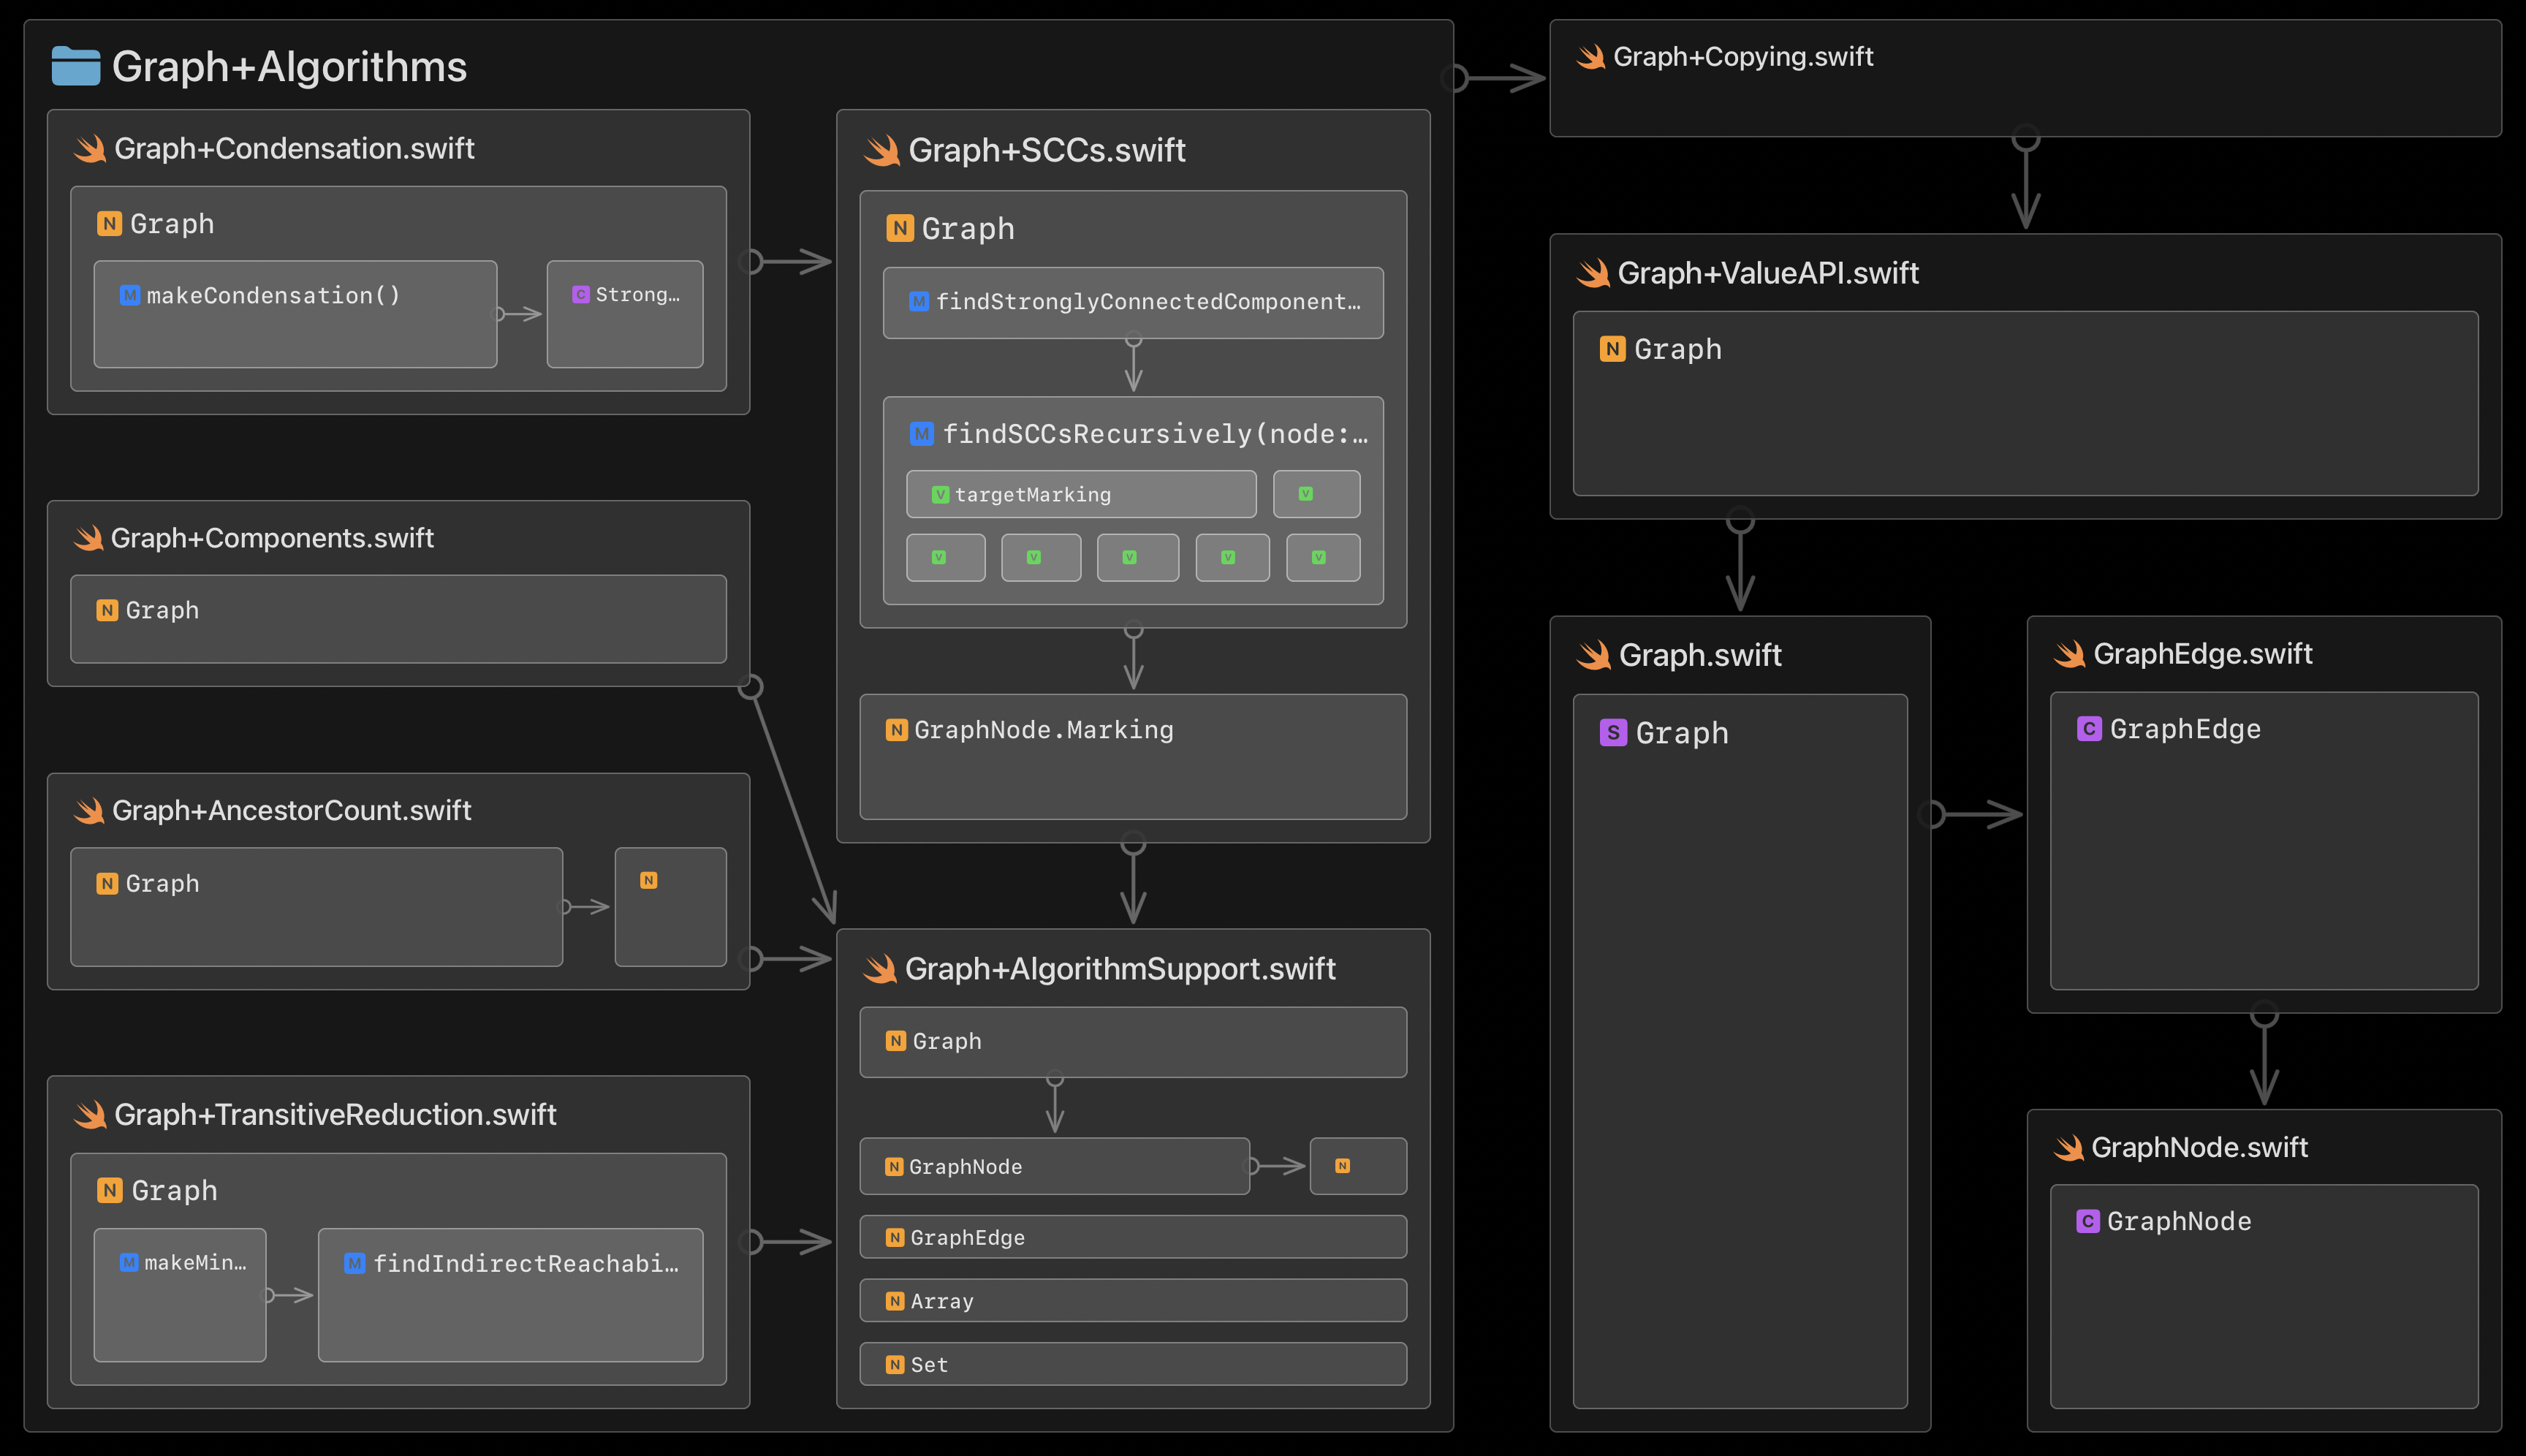 Graph+Algorithms
Graph+Condensation.swift
N Graph
M makeCondensation()
C Strong…
Graph+Components.swift
N Graph
Graph+AncestorCount.swift
N Graph
N
Graph+TransitiveReduction.swift
N Graph
M makeMin…
M findIndirectReachabi…
Graph+SCCs.swift
N Graph
M findStronglyConnectedComponent…
M findSCCsRecursively(node:…
V targetMarking
V
V
V
V
V
V
N GraphNode.Marking
Graph+AlgorithmSupport.swift
N Graph
N GraphNode
N
N GraphEdge
N Array
N Set
Graph+Copying.swift
Graph+ValueAPI.swift
N Graph
Graph.swift
S Graph
GraphEdge.swift
C GraphEdge
GraphNode.swift
C GraphNode